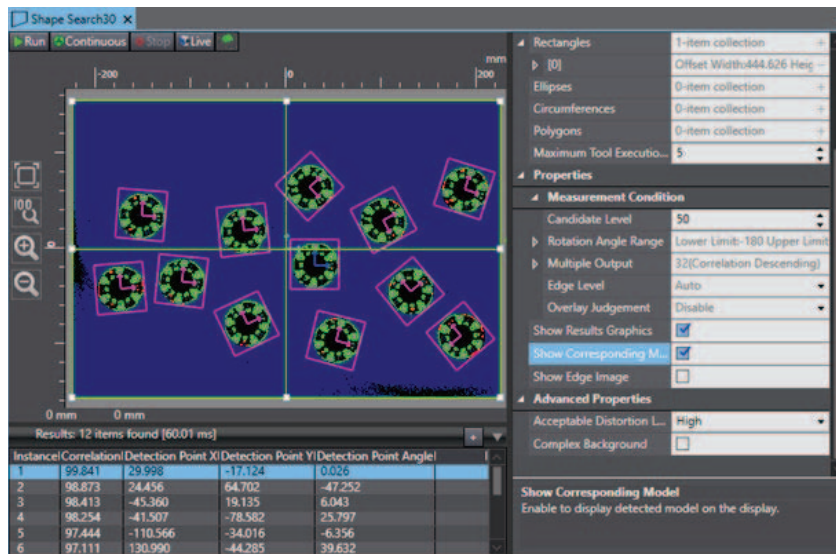 Shape Search30 ×
Run Continuous Stop Live
mm
-200 0 200
100
0
0 mm 0 mm
Results: 12 items found [60.01 ms]
Instance Correlation Detection Point X Detection Point Y Detection Point Angle
1 99.841 29.998 -17.124 0.026
2 98.873 24.456 64.702 -47.252
3 98.413 -45.360 19.135 6.043
4 98.254 -41.507 -78.582 25.797
5 97.444 -110.566 -34.016 -6.356
6 97.111 130.990 -44.285 39.632
Rectangles 1-item collection +
[0] Offset Width:444.626 Heig
Ellipses 0-item collection +
Circumferences 0-item collection +
Polygons 0-item collection +
Maximum Tool Executio... 5
Properties
Measurement Condition
Candidate Level 50
Rotation Angle Range Lower Limit:-180 Upper Limit
Multiple Output 32(Correlation Descending)
Edge Level Auto
Overlay Judgement Disable
Show Results Graphics
Show Corresponding M...
Show Edge Image
Advanced Properties
Acceptable Distortion L... High
Complex Background
Show Corresponding Model
Enable to display detected model on the display.